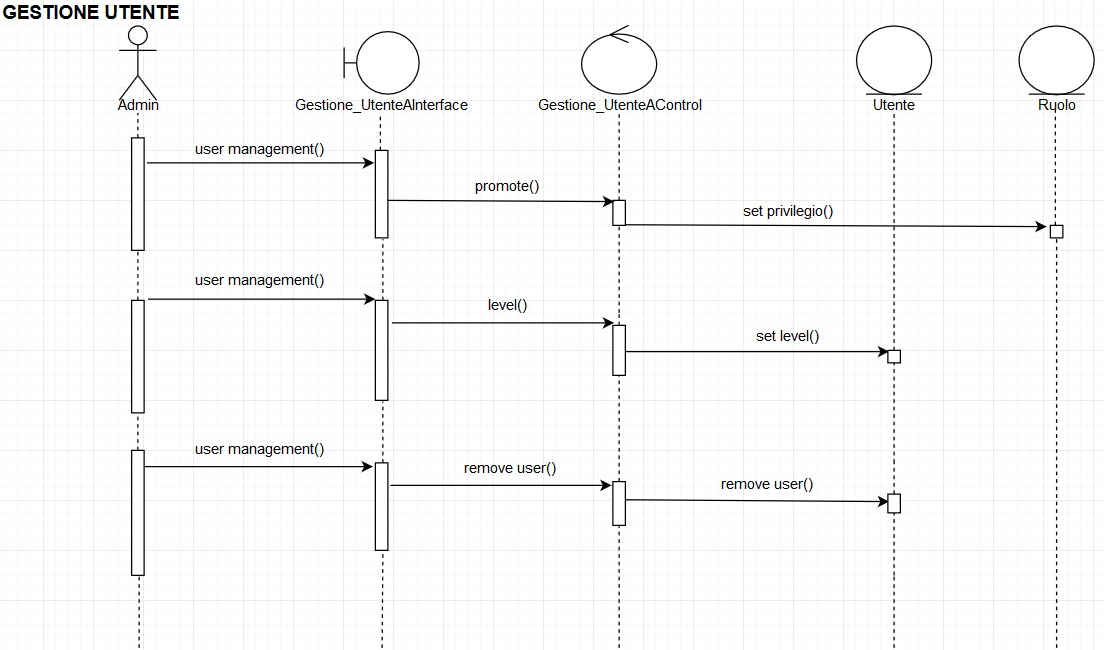 GESTIONE UTENTE
Admin
Gestione_UtenteAInterface
Gestione_UtenteAControl
Utente
Ruolo
user management()
promote()
set privilegio()
user management()
level()
set level()
user management()
remove user()
remove user()